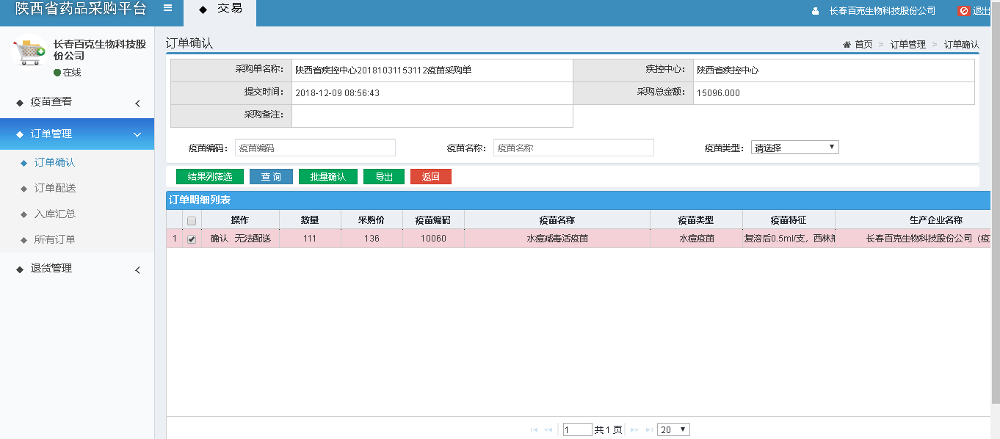 陕西省药品采购平台
交易
长春百克生物科技股份公司
退出
长春百克生物科技股份公司
在线
疫苗查看
订单管理
订单确认
订单配送
入库汇总
所有订单
退货管理
订单确认
首页 > 订单管理 > 订单确认
采购单名称： 陕西省疾控中心20181031153112疫苗采购单 疾控中心： 陕西省疾控中心
提交时间： 2018-12-09 08:56:43 采购总金额： 15096.000
采购备注：
疫苗编码： 疫苗编码 疫苗名称： 疫苗名称 疫苗类型： 请选择
结果列筛选 查 询 批量确认 导出 返回
订单明细列表
操作 数量 采购价 疫苗编码 疫苗名称 疫苗类型 疫苗特征 生产企业名称
1 确认 无法配送 111 136 10060 水痘减毒活疫苗 水痘疫苗 复溶后0.5ml/支，西林 长春百克生物科技股份公司（疫
1 共 1 页 20